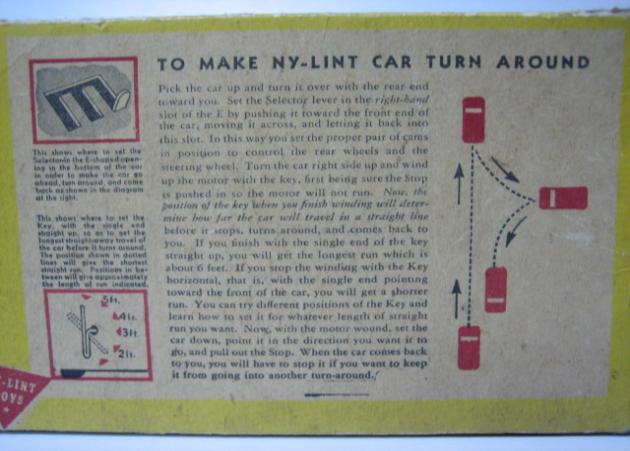 TO MAKE NY-LINT CAR TURN AROUND
This shows where to set the
Selector in the E-shaped open-
ing in the bottom of the car
in order to make the car go
ahead, turn around, and come
back as shown in the diagram
at the right.
This shows where to set the
Key, with the single end
straight up, so as to set the
longest straight-away travel of
the car before it turns around.
The position shown in dotted
lines will give the shortest
straight run. Positions in be-
tween will give approximately
the length of run indicated.
5ft.
4ft.
3ft.
2ft.
Pick the car up and turn it over with the rear end
toward you. Set the Selector lever in the right-hand
slot of the E by pushing it toward the front end of
the car, moving it across, and letting it back into
this slot. In this way you set the proper pair of cams
in position to control the rear wheels and the
steering wheel. Turn the car right side up and wind
up the motor with the key, first being sure the Stop
is pushed in so the motor will not run. Now, the
position of the key when you finish winding will deter-
mine how far the car will travel in a straight line
before it stops, turns around, and comes back to
you. If you finish with the single end of the key
straight up, you will get the longest run which is
about 6 feet. If you stop the winding with the Key
horizontal, that is, with the single end pointing
toward the front of the car, you will get a shorter
run. You can try different positions of the Key and
learn how to set it for whatever length of straight
run you want. Now, with the motor wound, set the
car down, point it in the direction you want it to
go, and pull out the Stop. When the car comes back
to you, you will have to stop it if you want to keep
it from going into another turn-around.
-LINT
OYS